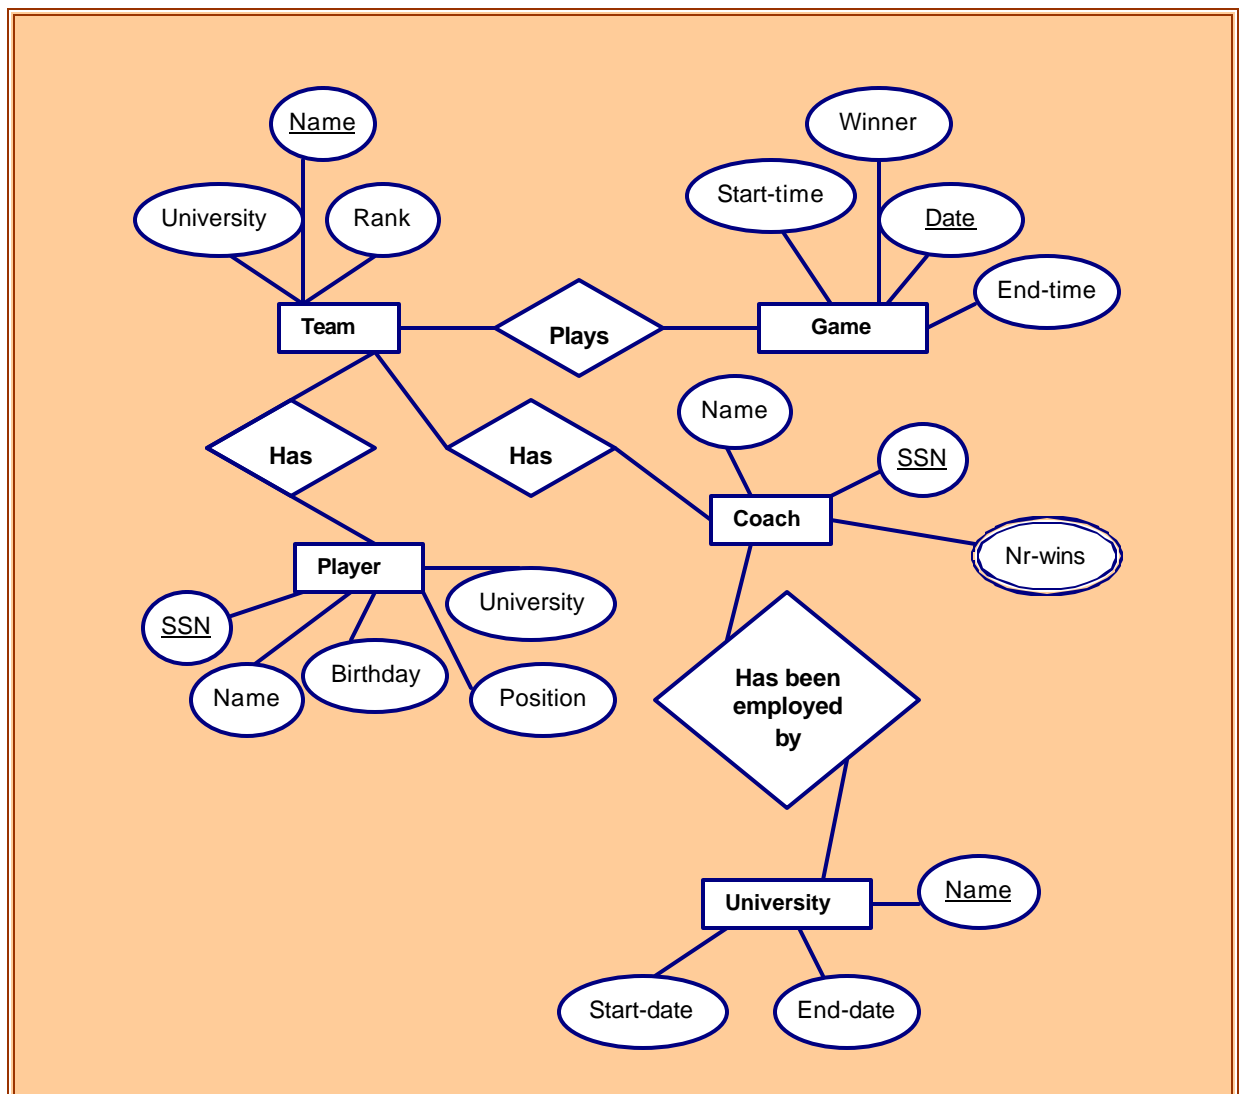 Name
Winner
University
Rank
Start-time
Date
End-time
Team
Plays
Game
Has
Has
Name
SSN
Coach
Nr-wins
Player
University
SSN
Name
Birthday
Position
Has been
employed
by
University
Name
Start-date
End-date